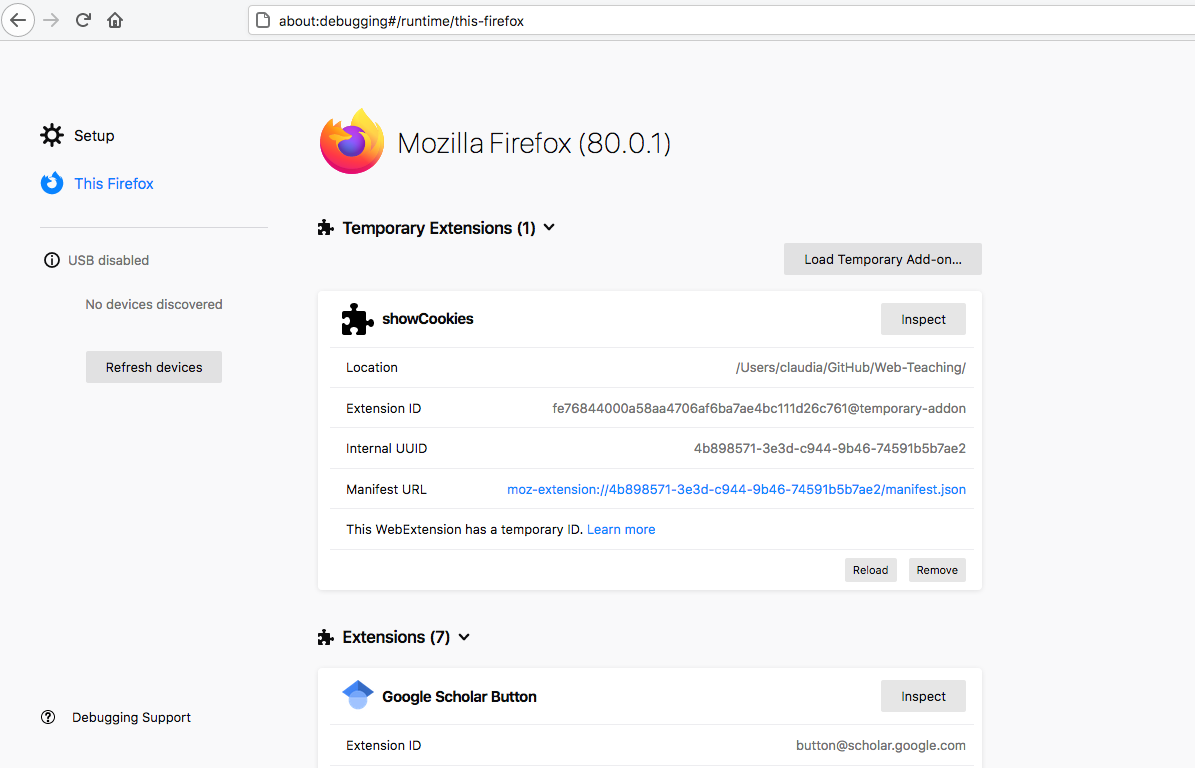 about:debugging#/runtime/this-firefox
Setup
This Firefox
USB disabled
No devices discovered
Refresh devices
Debugging Support
Mozilla Firefox (80.0.1)
Temporary Extensions (1)
Load Temporary Add-on...
showCookies
Inspect
Location /Users/claudia/GitHub/Web-Teaching/
Extension ID fe76844000a58aa4706af6ba7ae4bc111d26c761@temporary-addon
Internal UUID 4b898571-3e3d-c944-9b46-74591b5b7ae2
Manifest URL moz-extension://4b898571-3e3d-c944-9b46-74591b5b7ae2/manifest.json
This WebExtension has a temporary ID. Learn more
Reload Remove
Extensions (7)
Google Scholar Button
Inspect
Extension ID button@scholar.google.com